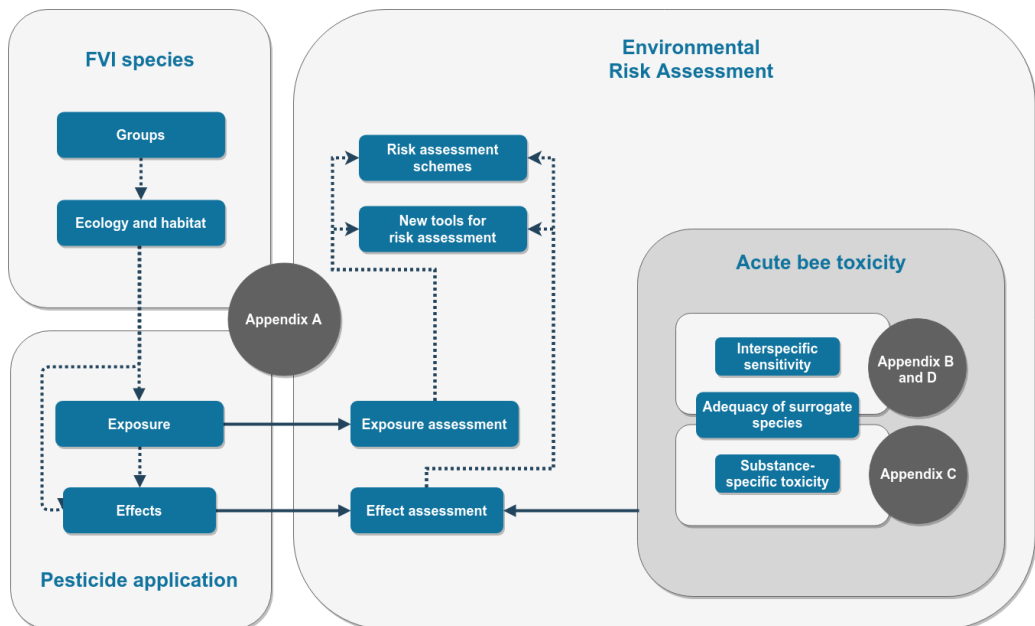 FVI species
Groups
Ecology and habitat
Appendix A
Exposure
Effects
Pesticide application
Environmental
Risk Assessment
Risk assessment
schemes
New tools for
risk assessment
Exposure assessment
Effect assessment
Acute bee toxicity
Interspecific
sensitivity
Appendix B
and D
Adequacy of surrogate
species
Substance-
specific toxicity
Appendix C